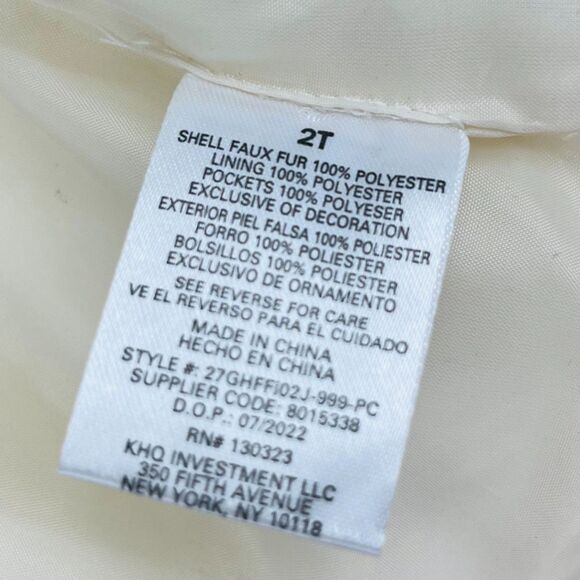 2T
SHELL FAUX FUR 100% POLYESTER
LINING 100% POLYESTER
POCKETS 100% POLYESER
EXCLUSIVE OF DECORATION
EXTERIOR PIEL FALSA 100% POLIESTER
FORRO 100% POLIESTER
BOLSILLOS 100% POLIESTER
EXCLUSIVO DE ORNAMENTO
SEE REVERSE FOR CARE
VE EL REVERSO PARA EL CUIDADO
MADE IN CHINA
HECHO EN CHINA
STYLE #: 27GHFFI02J-999-PC
SUPPLIER CODE: 8015338
D.O.P.: 07/2022
RN# 130323
KHQ INVESTMENT LLC
350 FIFTH AVENUE
NEW YORK, NY 10118